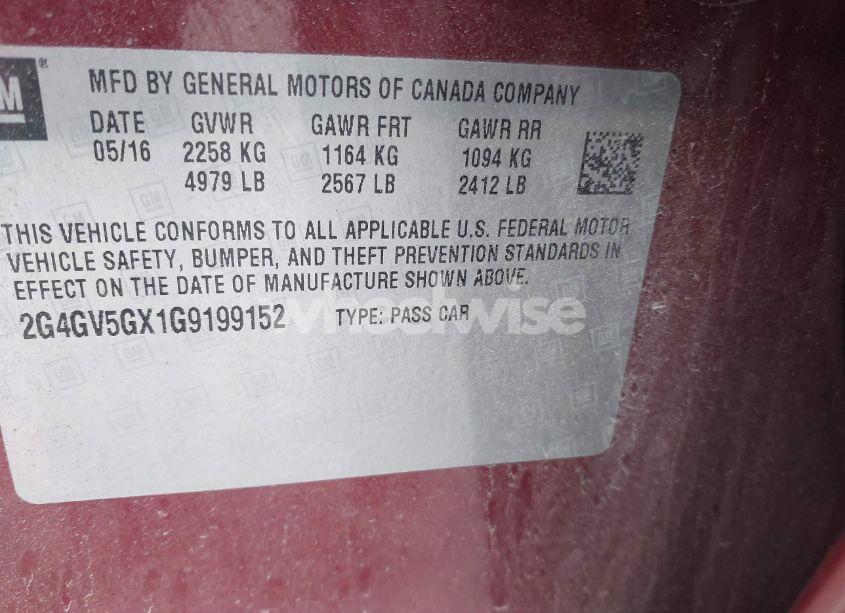 GM®
MFD BY GENERAL MOTORS OF CANADA COMPANY
DATE GVWR GAWR FRT GAWR RR
05/16 2258 KG 1164 KG 1094 KG
4979 LB 2567 LB 2412 LB
THIS VEHICLE CONFORMS TO ALL APPLICABLE U.S. FEDERAL MOTOR
VEHICLE SAFETY, BUMPER, AND THEFT PREVENTION STANDARDS IN
EFFECT ON THE DATE OF MANUFACTURE SHOWN ABOVE.
2G4GV5GX1G9199152 TYPE: PASS CAR
wheelwise